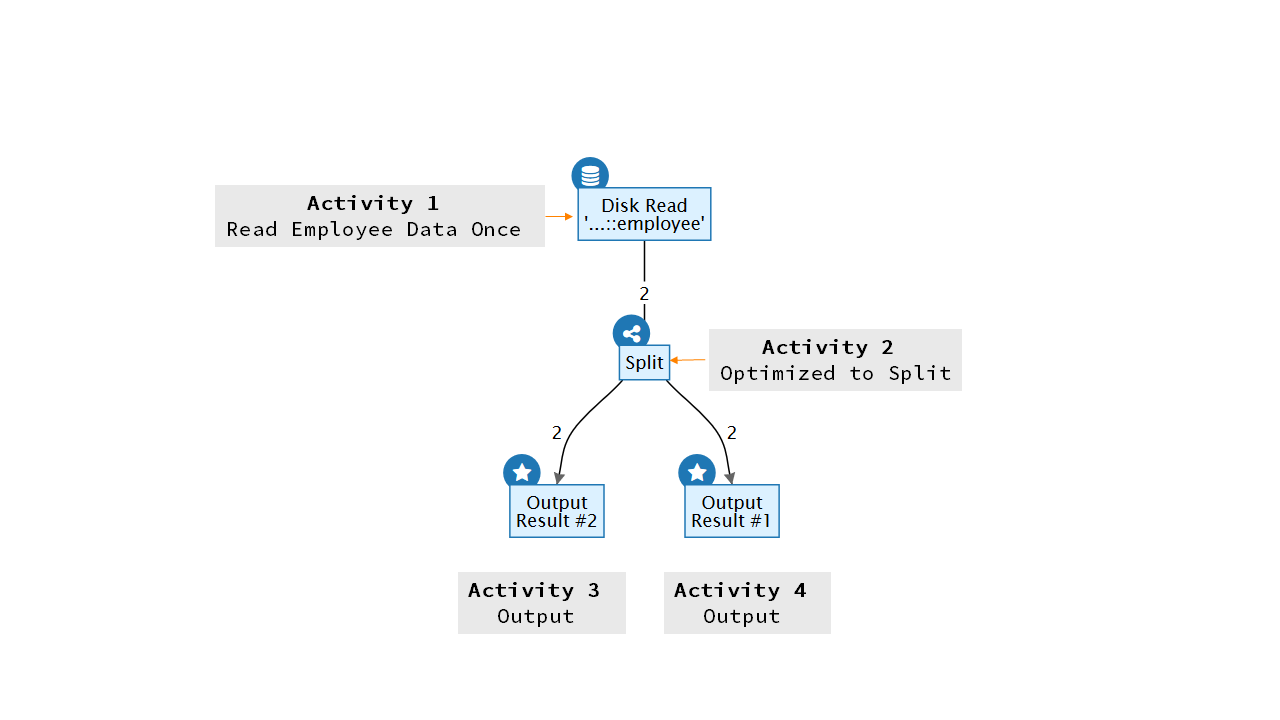 Activity 1
Read Employee Data Once
Disk Read
'...::employee'
2
Split
Activity 2
Optimized to Split
2
2
Output
Result #2
Output
Result #1
Activity 3
Output
Activity 4
Output